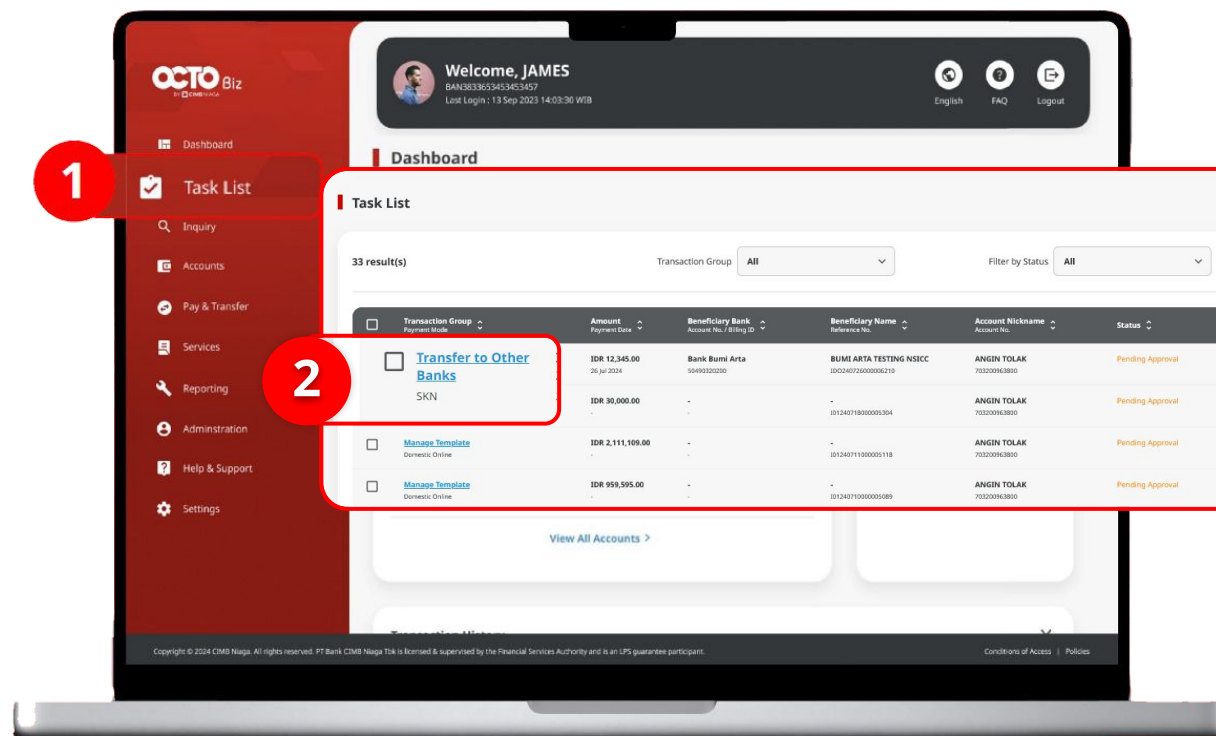 OCTO Biz
BY CIMB NIAGA
Welcome, JAMES
BAN3833653453453457
Last Login : 13 Sep 2023 14:03:30 WIB
English
FAQ
Logout
Dashboard
1
Task List
Inquiry
Accounts
Pay & Transfer
Services
Reporting
Adminstration
Help & Support
Settings
Dashboard
Task List
33 result(s)
Transaction Group All
Filter by Status All
Transaction Group Amount Beneficiary Bank Beneficiary Name Account Nickname Status
Payment Mode Payment Date Account No. / Billing ID Reference No. Account No.
2
Transfer to Other
Banks
SKN
IDR 12,345.00 Bank Bumi Arta BUMI ARTA TESTING NSICC ANGIN TOLAK Pending Approval
26 Jul 2024 50490320200 IDO240726000006210 703200963800
IDR 30,000.00 - - ANGIN TOLAK Pending Approval
- - ID1240718000005304 703200963800
Manage Template IDR 2,111,109.00 - - ANGIN TOLAK Pending Approval
Domestic Online - - ID1240711000005118 703200963800
Manage Template IDR 959,595.00 - - ANGIN TOLAK Pending Approval
Domestic Online - - ID1240710000005089 703200963800
View All Accounts >
Copyright © 2024 CIMB Niaga. All rights reserved. PT Bank CIMB Niaga Tbk is licensed & supervised by the Financial Services Authority and is an LPS guarantee participant.
Conditions of Access | Policies